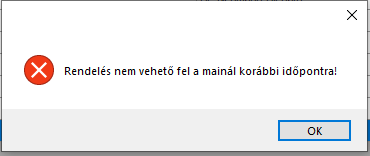 Rendelés nem vehető fel a mainál korábbi időpontra!
OK